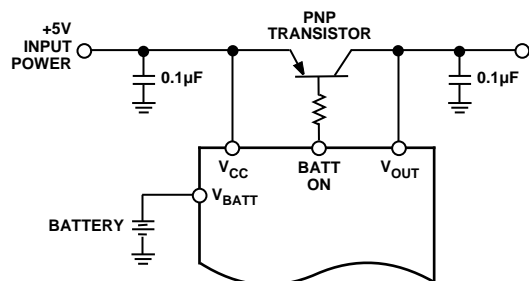 +5V
INPUT
POWER
PNP
TRANSISTOR
0.1µF
0.1µF
VCC
BATT
ON
VOUT
VBATT
BATTERY